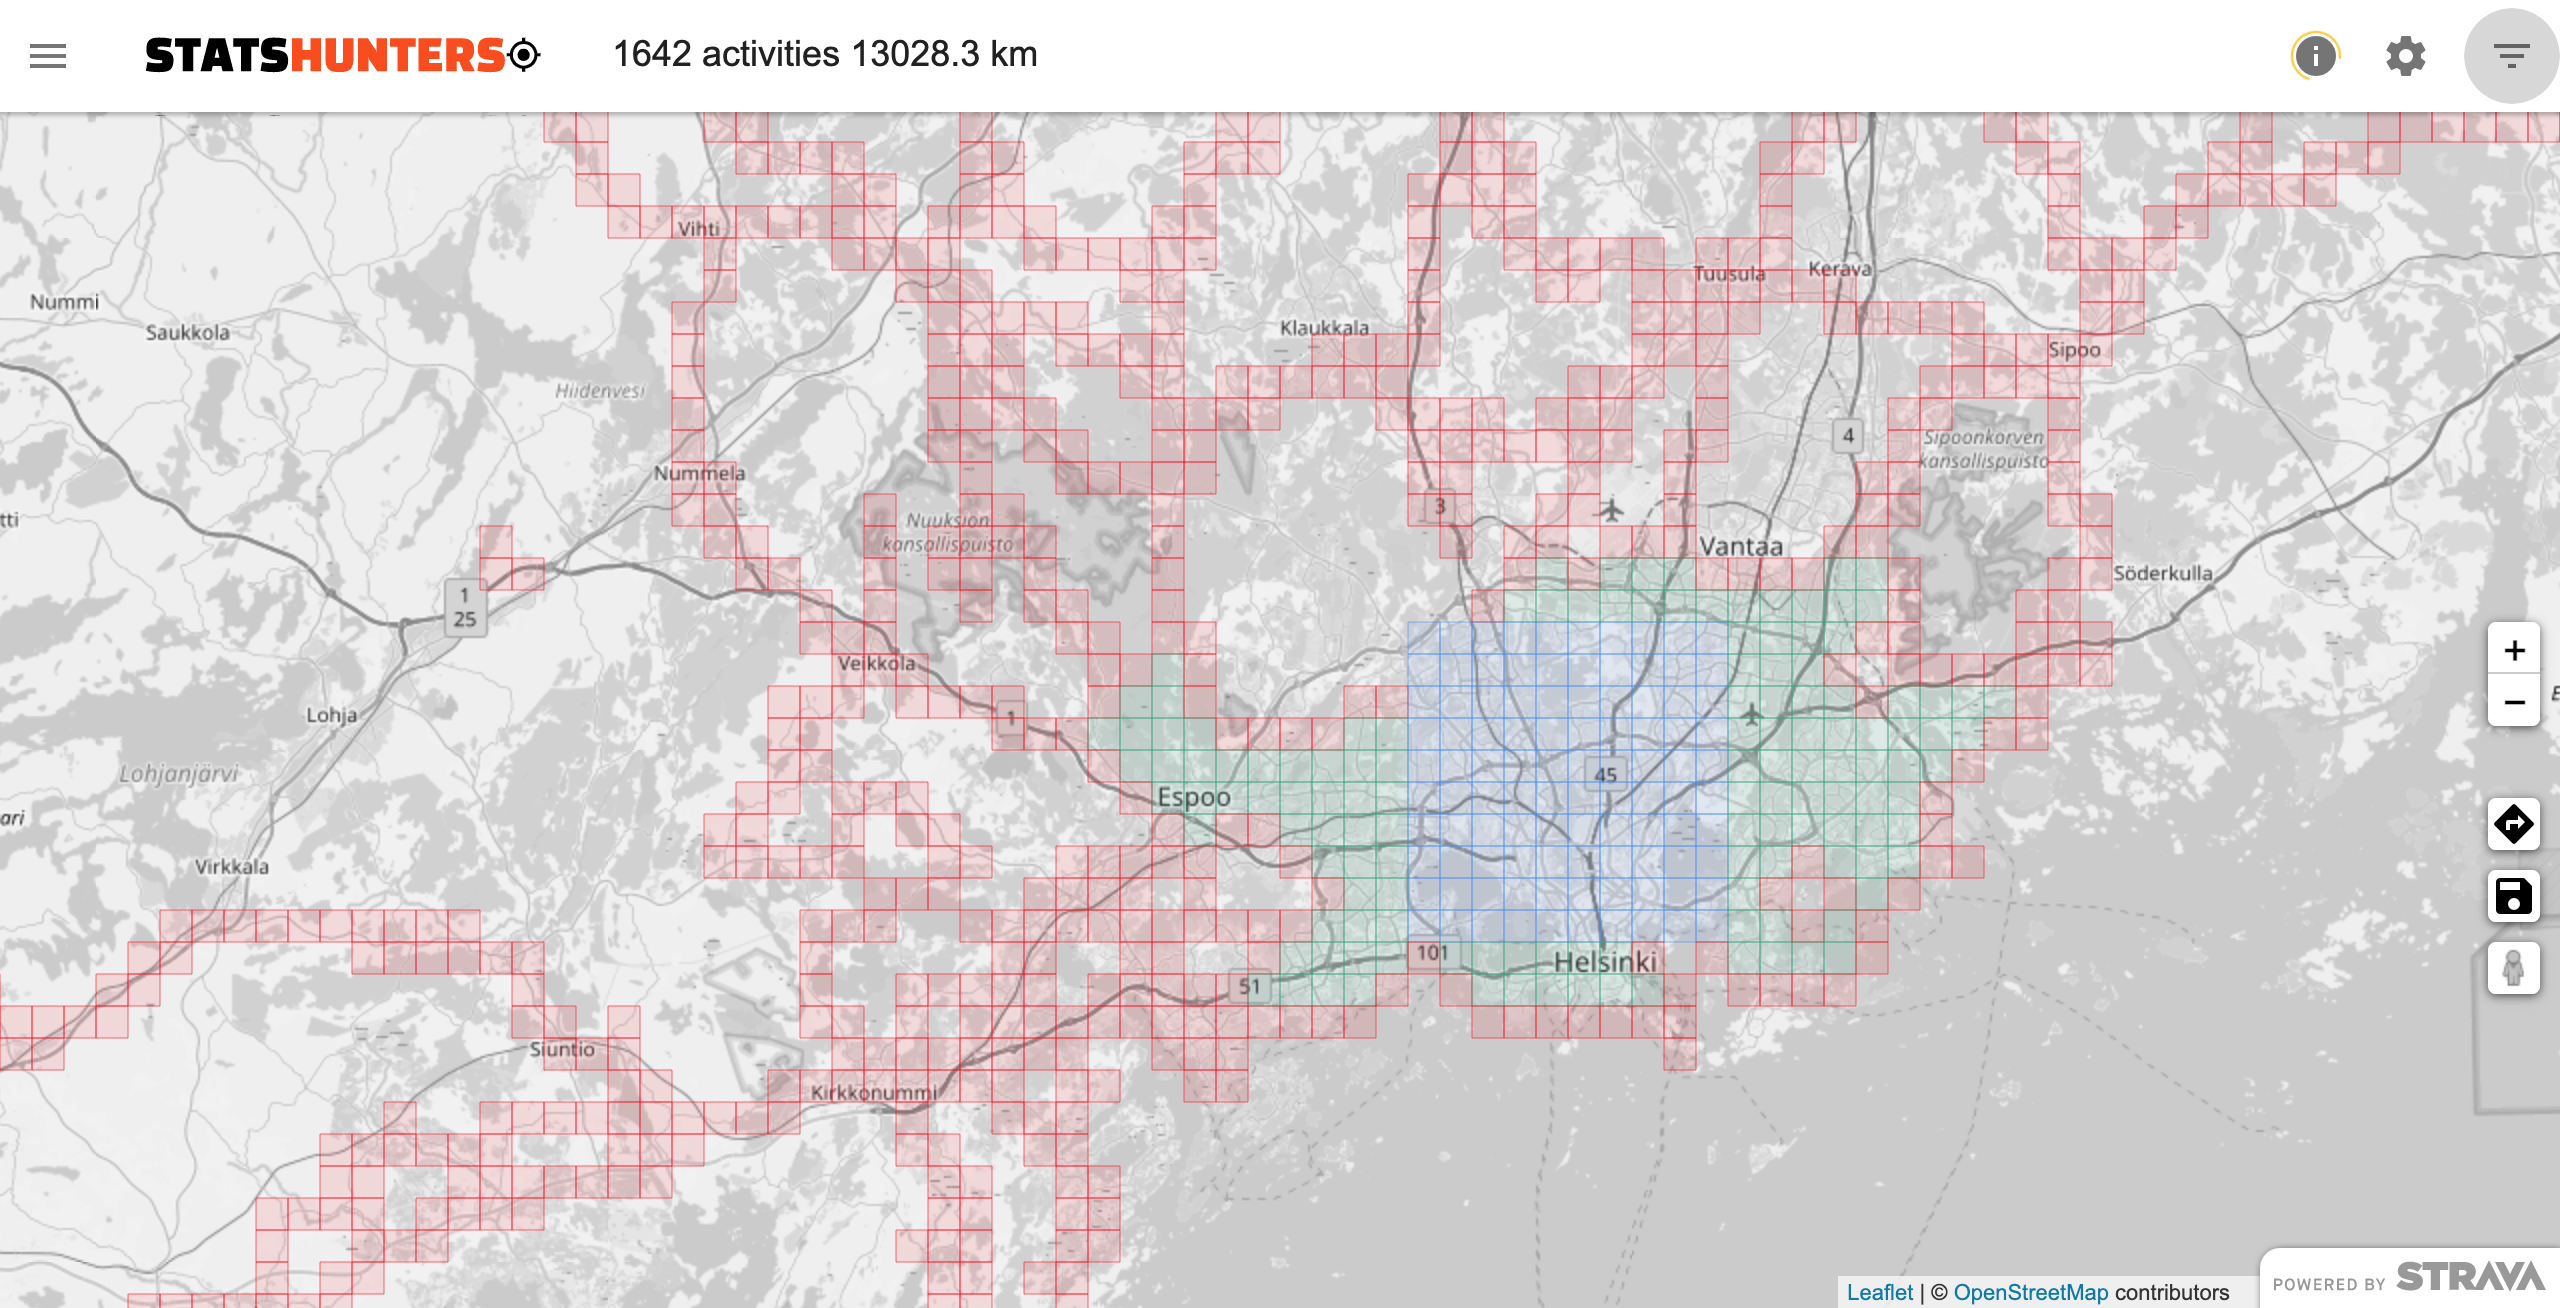 STATSHUNTERS
1642 activities 13028.3 km
Vihti
Tuusula
Kerava
Nummi
Saukkola
Klaukkala
Sipoo
Hiidenvesi
4
Sipoonkorven
kansallispuisto
Nummela
3
tti
Nuuksion
kansallispuisto
Vantaa
Söderkulla
1
25
Veikkola
+
−
1
Lohja
Lohjanjärvi
45
Espoo
ari
Virkkala
101
Helsinki
51
Siuntio
Kirkkonummi
Leaflet | © OpenStreetMap contributors
POWERED BY STRAVA